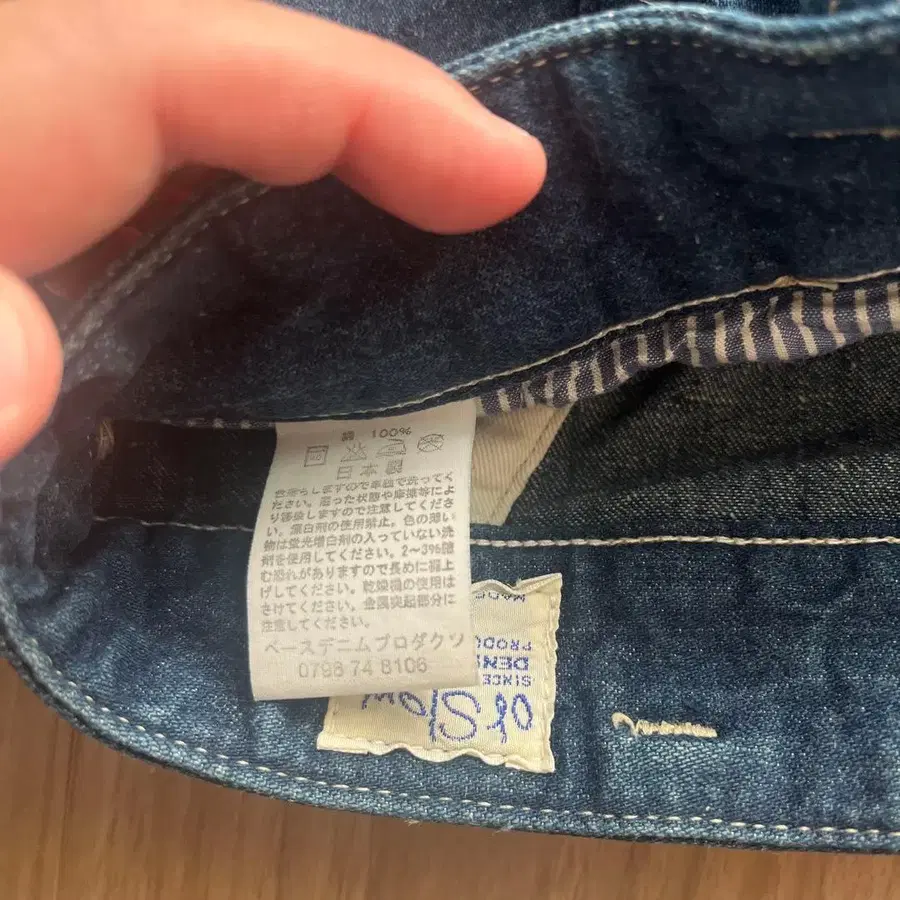 綿 100%
40
日本製
色落ちしますので単独で洗ってく
ださい。湿った状態や摩擦等によ
り移染しますので注意してくださ
い。漂白剤の使用禁止。色の薄い
物は蛍光増白剤の入っていない洗
剤を使用してください。2〜3%縮
む恐れがありますので長めに裾上
げしてください。乾燥機の使用は
さけてください。金属突起部分に
注意してください。
ベースデニムプロダクツ
0798 74 8106
orSlow
SINCE
DEN
PRODU
MADE